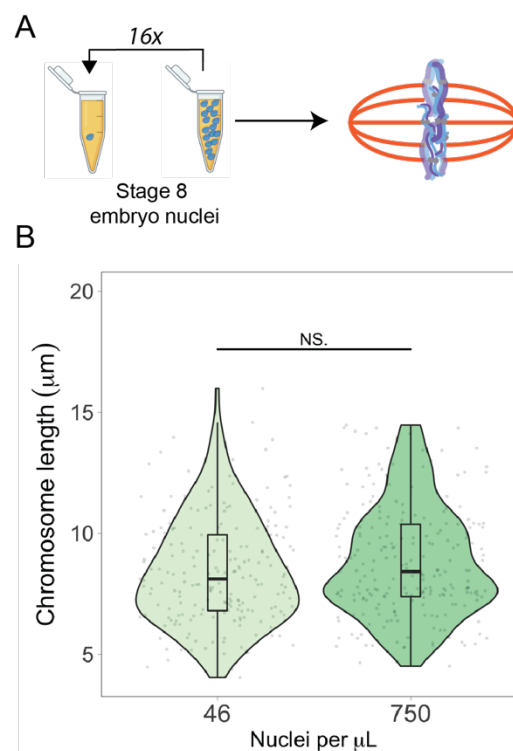 A
16x
Stage 8
embryo nuclei
B
Chromosome length (μm)
20
15
10
5
NS.
46
750
Nuclei per μL